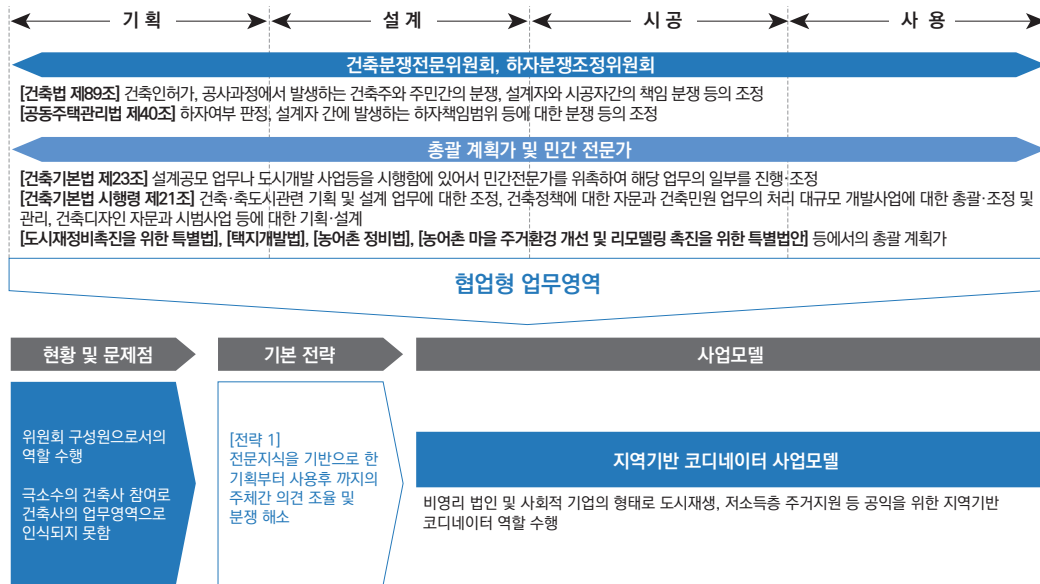 기 획 설 계 시 공 사 용
건축분쟁전문위원회, 하자분쟁조정위원회
[건축법 제89조] 건축인허가, 공사과정에서 발생하는 건축주와 주민간의 분쟁, 설계자와 시공자간의 책임 분쟁 등의 조정
[공동주택관리법 제40조] 하자여부 판정, 설계자 간에 발생하는 하자책임범위 등에 대한 분쟁 등의 조정
총괄 계획가 및 민간 전문가
[건축기본법 제23조] 설계공모 업무나 도시개발 사업등을 시행함에 있어서 민간전문가를 위촉하여 해당 업무의 일부를 진행·조정
[건축기본법 시행령 제21조] 건축·축도시관련 기획 및 설계 업무에 대한 조정, 건축정책에 대한 자문과 건축민원 업무의 처리 대규모 개발사업에 대한 총괄·조정 및
관리, 건축디자인 자문과 시범사업 등에 대한 기획·설계
[도시재정비촉진을 위한 특별법], [택지개발법], [농어촌 정비법], [농어촌 마을 주거환경 개선 및 리모델링 촉진을 위한 특별법안] 등에서의 총괄 계획가
협업형 업무영역
현황 및 문제점
기본 전략
사업모델
위원회 구성원으로서의
역할 수행
극소수의 건축사 참여로
건축사의 업무영역으로
인식되지 못함
[전략 1]
전문지식을 기반으로 한
기획부터 사용후 까지의
주체간 의견 조율 및
분쟁 해소
지역기반 코디네이터 사업모델
비영리 법인 및 사회적 기업의 형태로 도시재생, 저소득층 주거지원 등 공익을 위한 지역기반
코디네이터 역할 수행